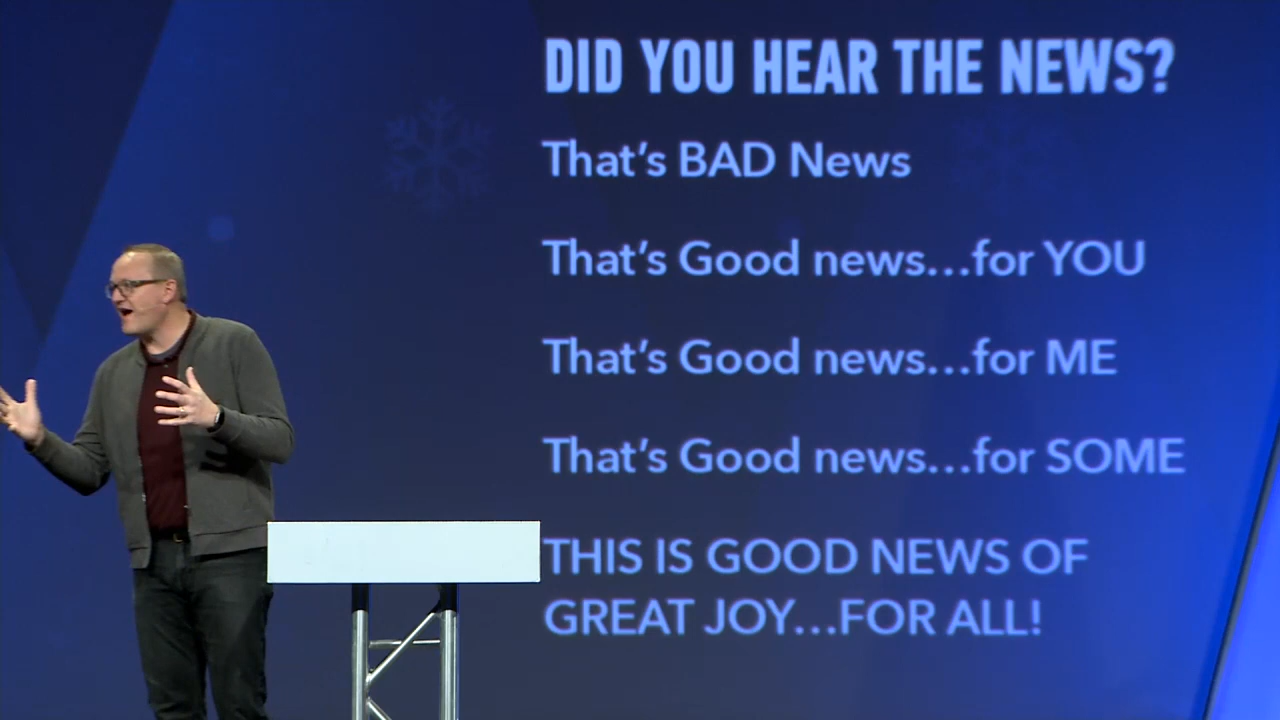 DID YOU HEAR THE NEWS?
That's BAD News
That's Good news...for YOU
That's Good news...for ME
That's Good news...for SOME
THIS IS GOOD NEWS OF
GREAT JOY...FOR ALL!